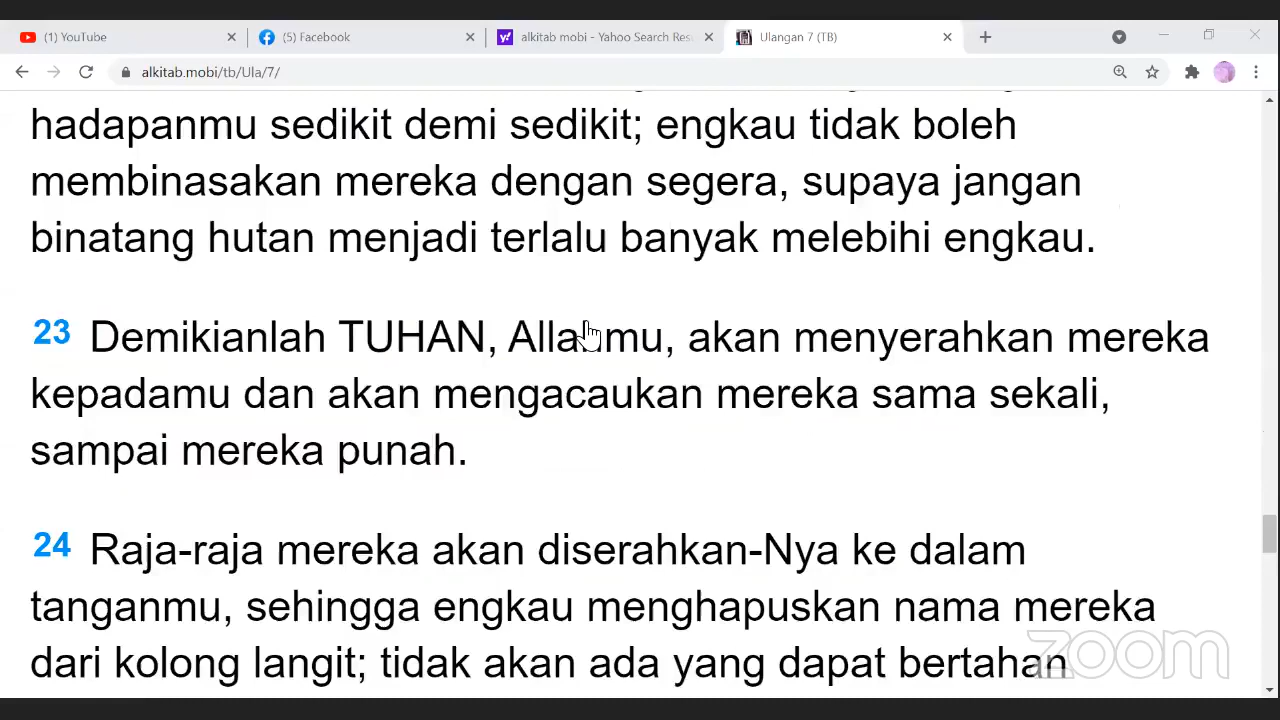 (1) YouTube
(5) Facebook
alkitab mobi - Yahoo Search Res
Ulangan 7 (TB)
alkitab.mobi/tb/Ula/7/
hadapanmu sedikit demi sedikit; engkau tidak boleh
membinasakan mereka dengan segera, supaya jangan
binatang hutan menjadi terlalu banyak melebihi engkau.
23 Demikianlah TUHAN, Allahmu, akan menyerahkan mereka
kepadamu dan akan mengacaukan mereka sama sekali,
sampai mereka punah.
24 Raja-raja mereka akan diserahkan-Nya ke dalam
tanganmu, sehingga engkau menghapuskan nama mereka
dari kolong langit; tidak akan ada yang dapat bertahan
zoom